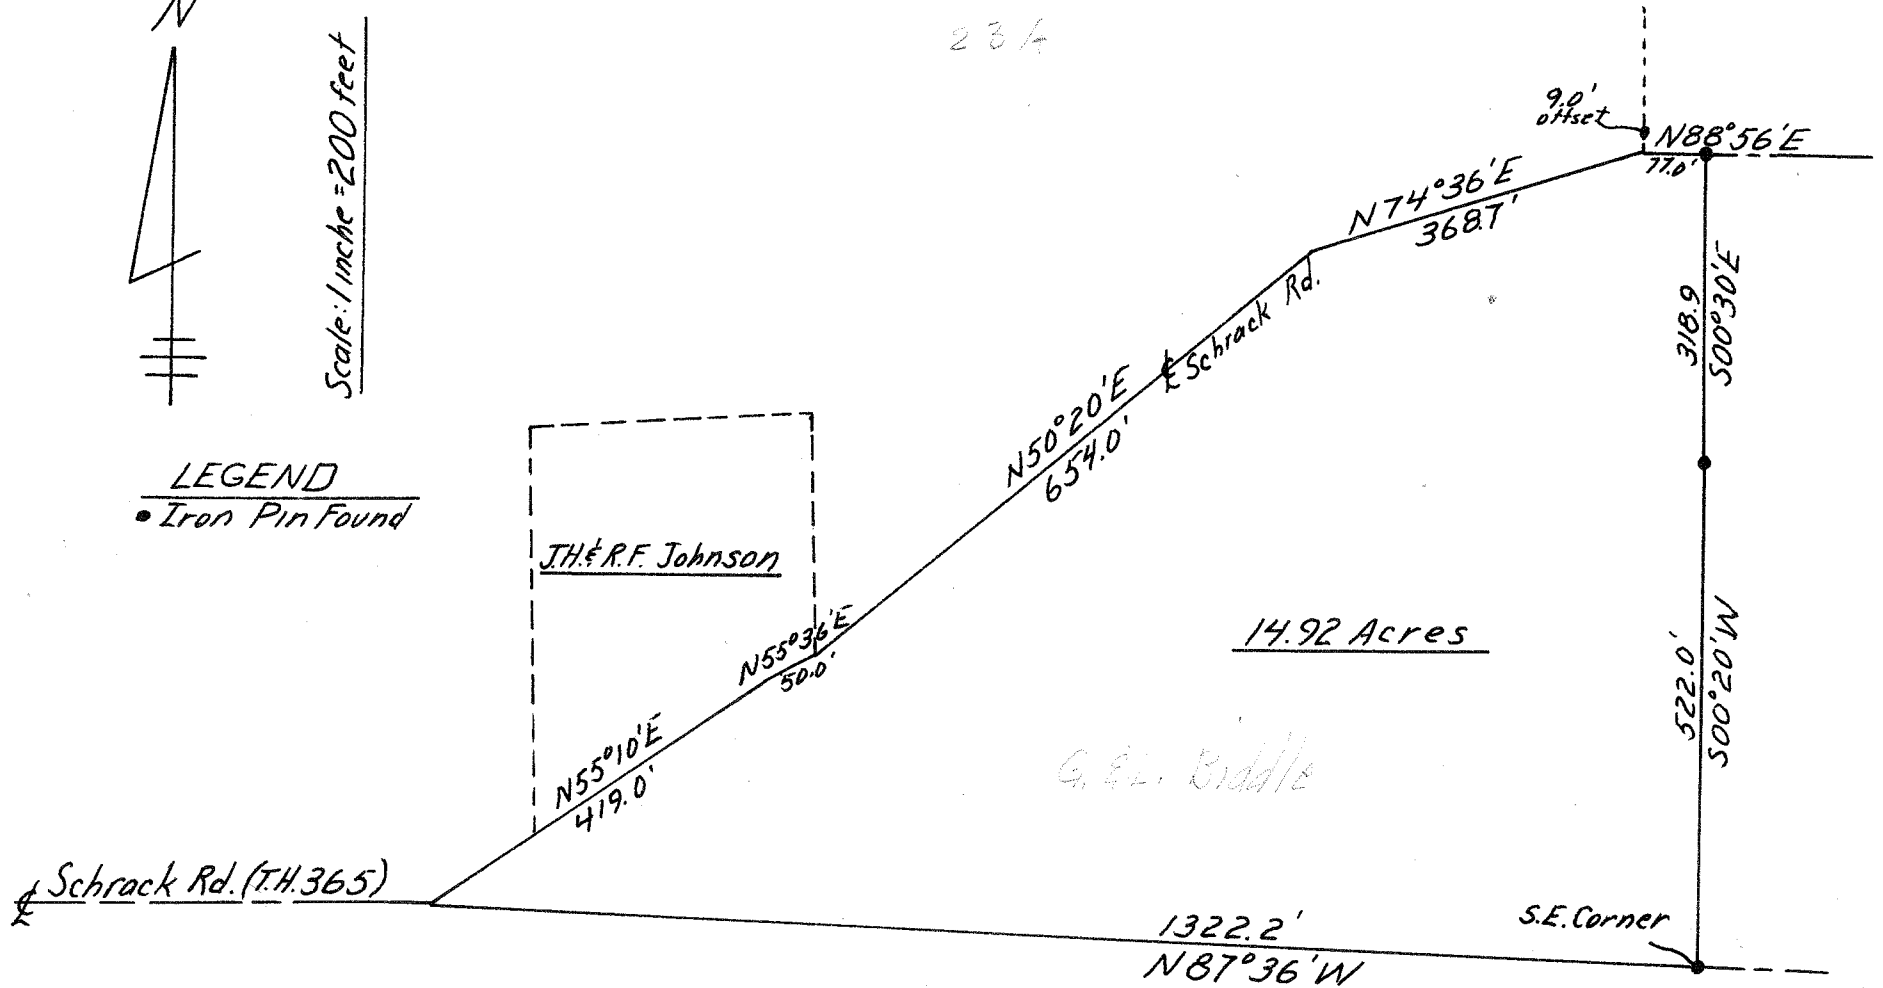 N
Scale: 1 inche = 200 feet
23A
9.0'
offset
N88°56'E
77.0'
N74°36'E
368.7'
℄ Schrack Rd.
318.9
S00°30'E
N50°20'E
654.0'
LEGEND
• Iron Pin Found
J.H.& R.F. Johnson
N55°36'E
50.0'
14.92 Acres
522.0'
S00°20'W
N55°10'E
419.0'
G. & L. Biddle
℄ Schrack Rd. (T.H.365)
S.E. Corner
1322.2'
N87°36'W